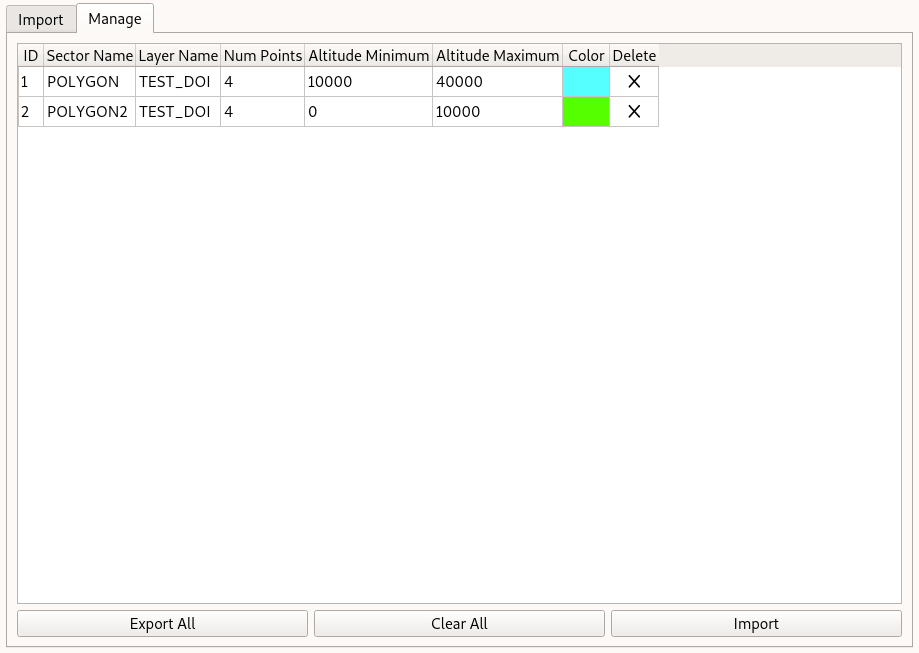 Import Manage
ID Sector Name Layer Name Num Points Altitude Minimum Altitude Maximum Color Delete
1 POLYGON TEST_DOI 4 10000 40000
2 POLYGON2 TEST_DOI 4 0 10000
Export All Clear All Import